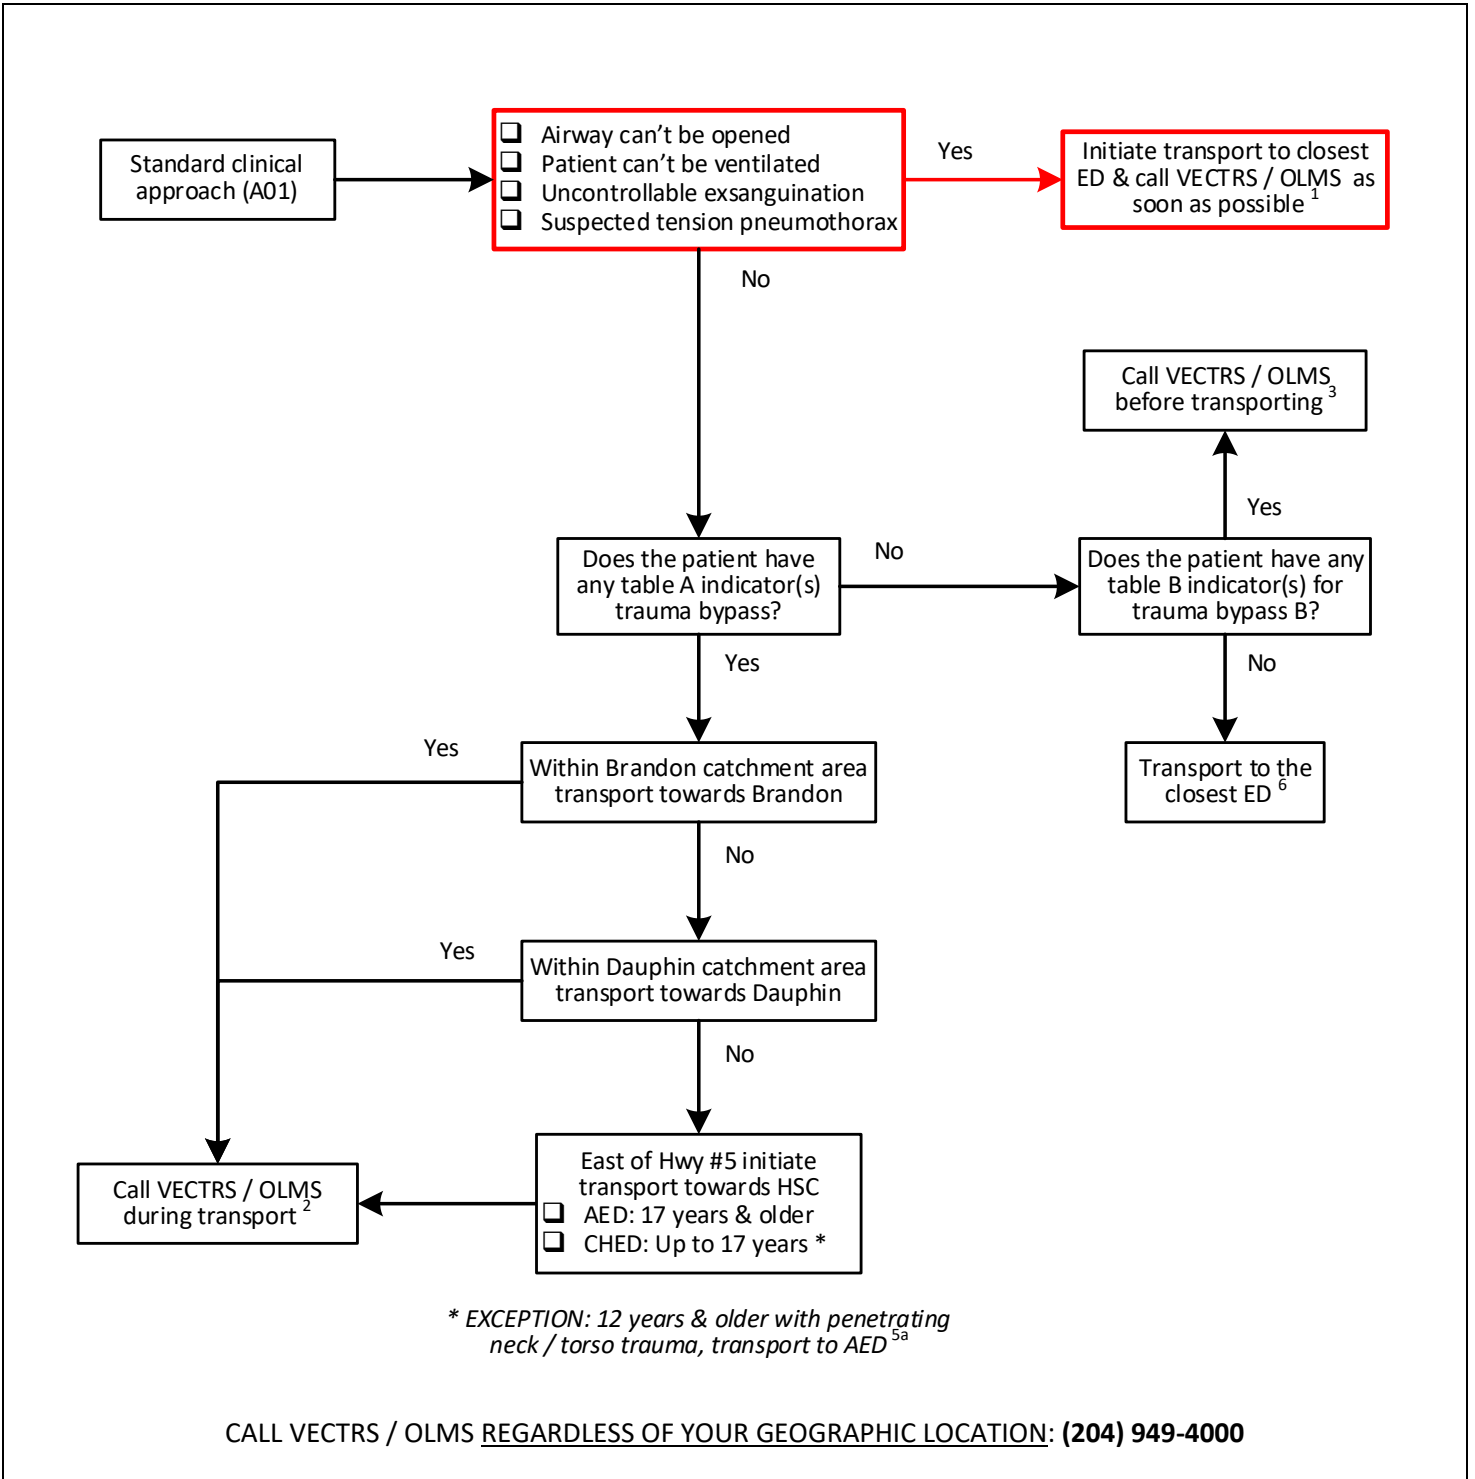 Standard clinical
approach (A01)
❑ Airway can’t be opened
❑ Patient can’t be ventilated
❑ Uncontrollable exsanguination
❑ Suspected tension pneumothorax
Yes
Initiate transport to closest
ED & call VECTRS / OLMS as
soon as possible 1
No
Call VECTRS / OLMS
before transporting 3
Yes
Does the patient have
any table A indicator(s)
trauma bypass?
No
Does the patient have any
table B indicator(s) for
trauma bypass B?
Yes
No
Transport to the
closest ED 6
Within Brandon catchment area
transport towards Brandon
Yes
No
Within Dauphin catchment area
transport towards Dauphin
Yes
No
East of Hwy #5 initiate
transport towards HSC
❑ AED: 17 years & older
❑ CHED: Up to 17 years *
Call VECTRS / OLMS
during transport 2
* EXCEPTION: 12 years & older with penetrating
neck / torso trauma, transport to AED 5a
CALL VECTRS / OLMS REGARDLESS OF YOUR GEOGRAPHIC LOCATION: (204) 949-4000